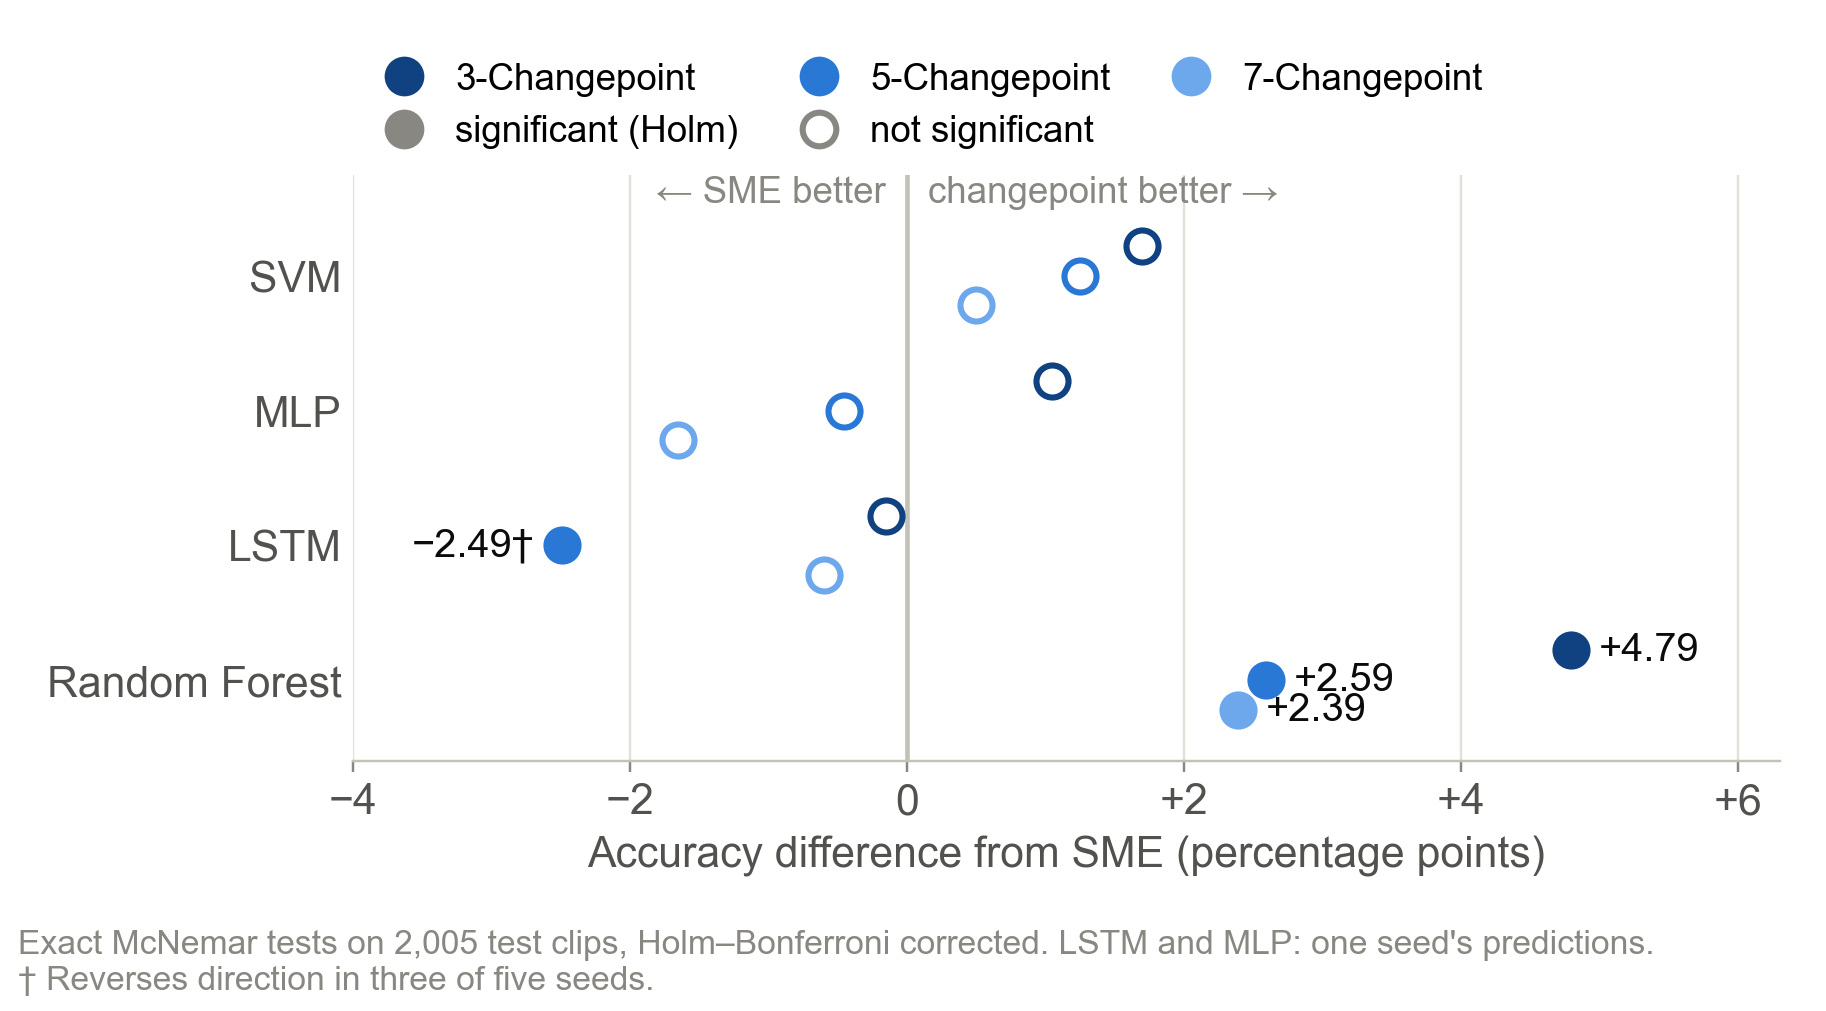 3-Changepoint 5-Changepoint 7-Changepoint
significant (Holm) not significant
← SME better changepoint better →
SVM
MLP
LSTM
−2.49†
Random Forest
+4.79
+2.59
+2.39
−4 −2 0 +2 +4 +6
Accuracy difference from SME (percentage points)
Exact McNemar tests on 2,005 test clips, Holm–Bonferroni corrected. LSTM and MLP: one seed's predictions.
† Reverses direction in three of five seeds.